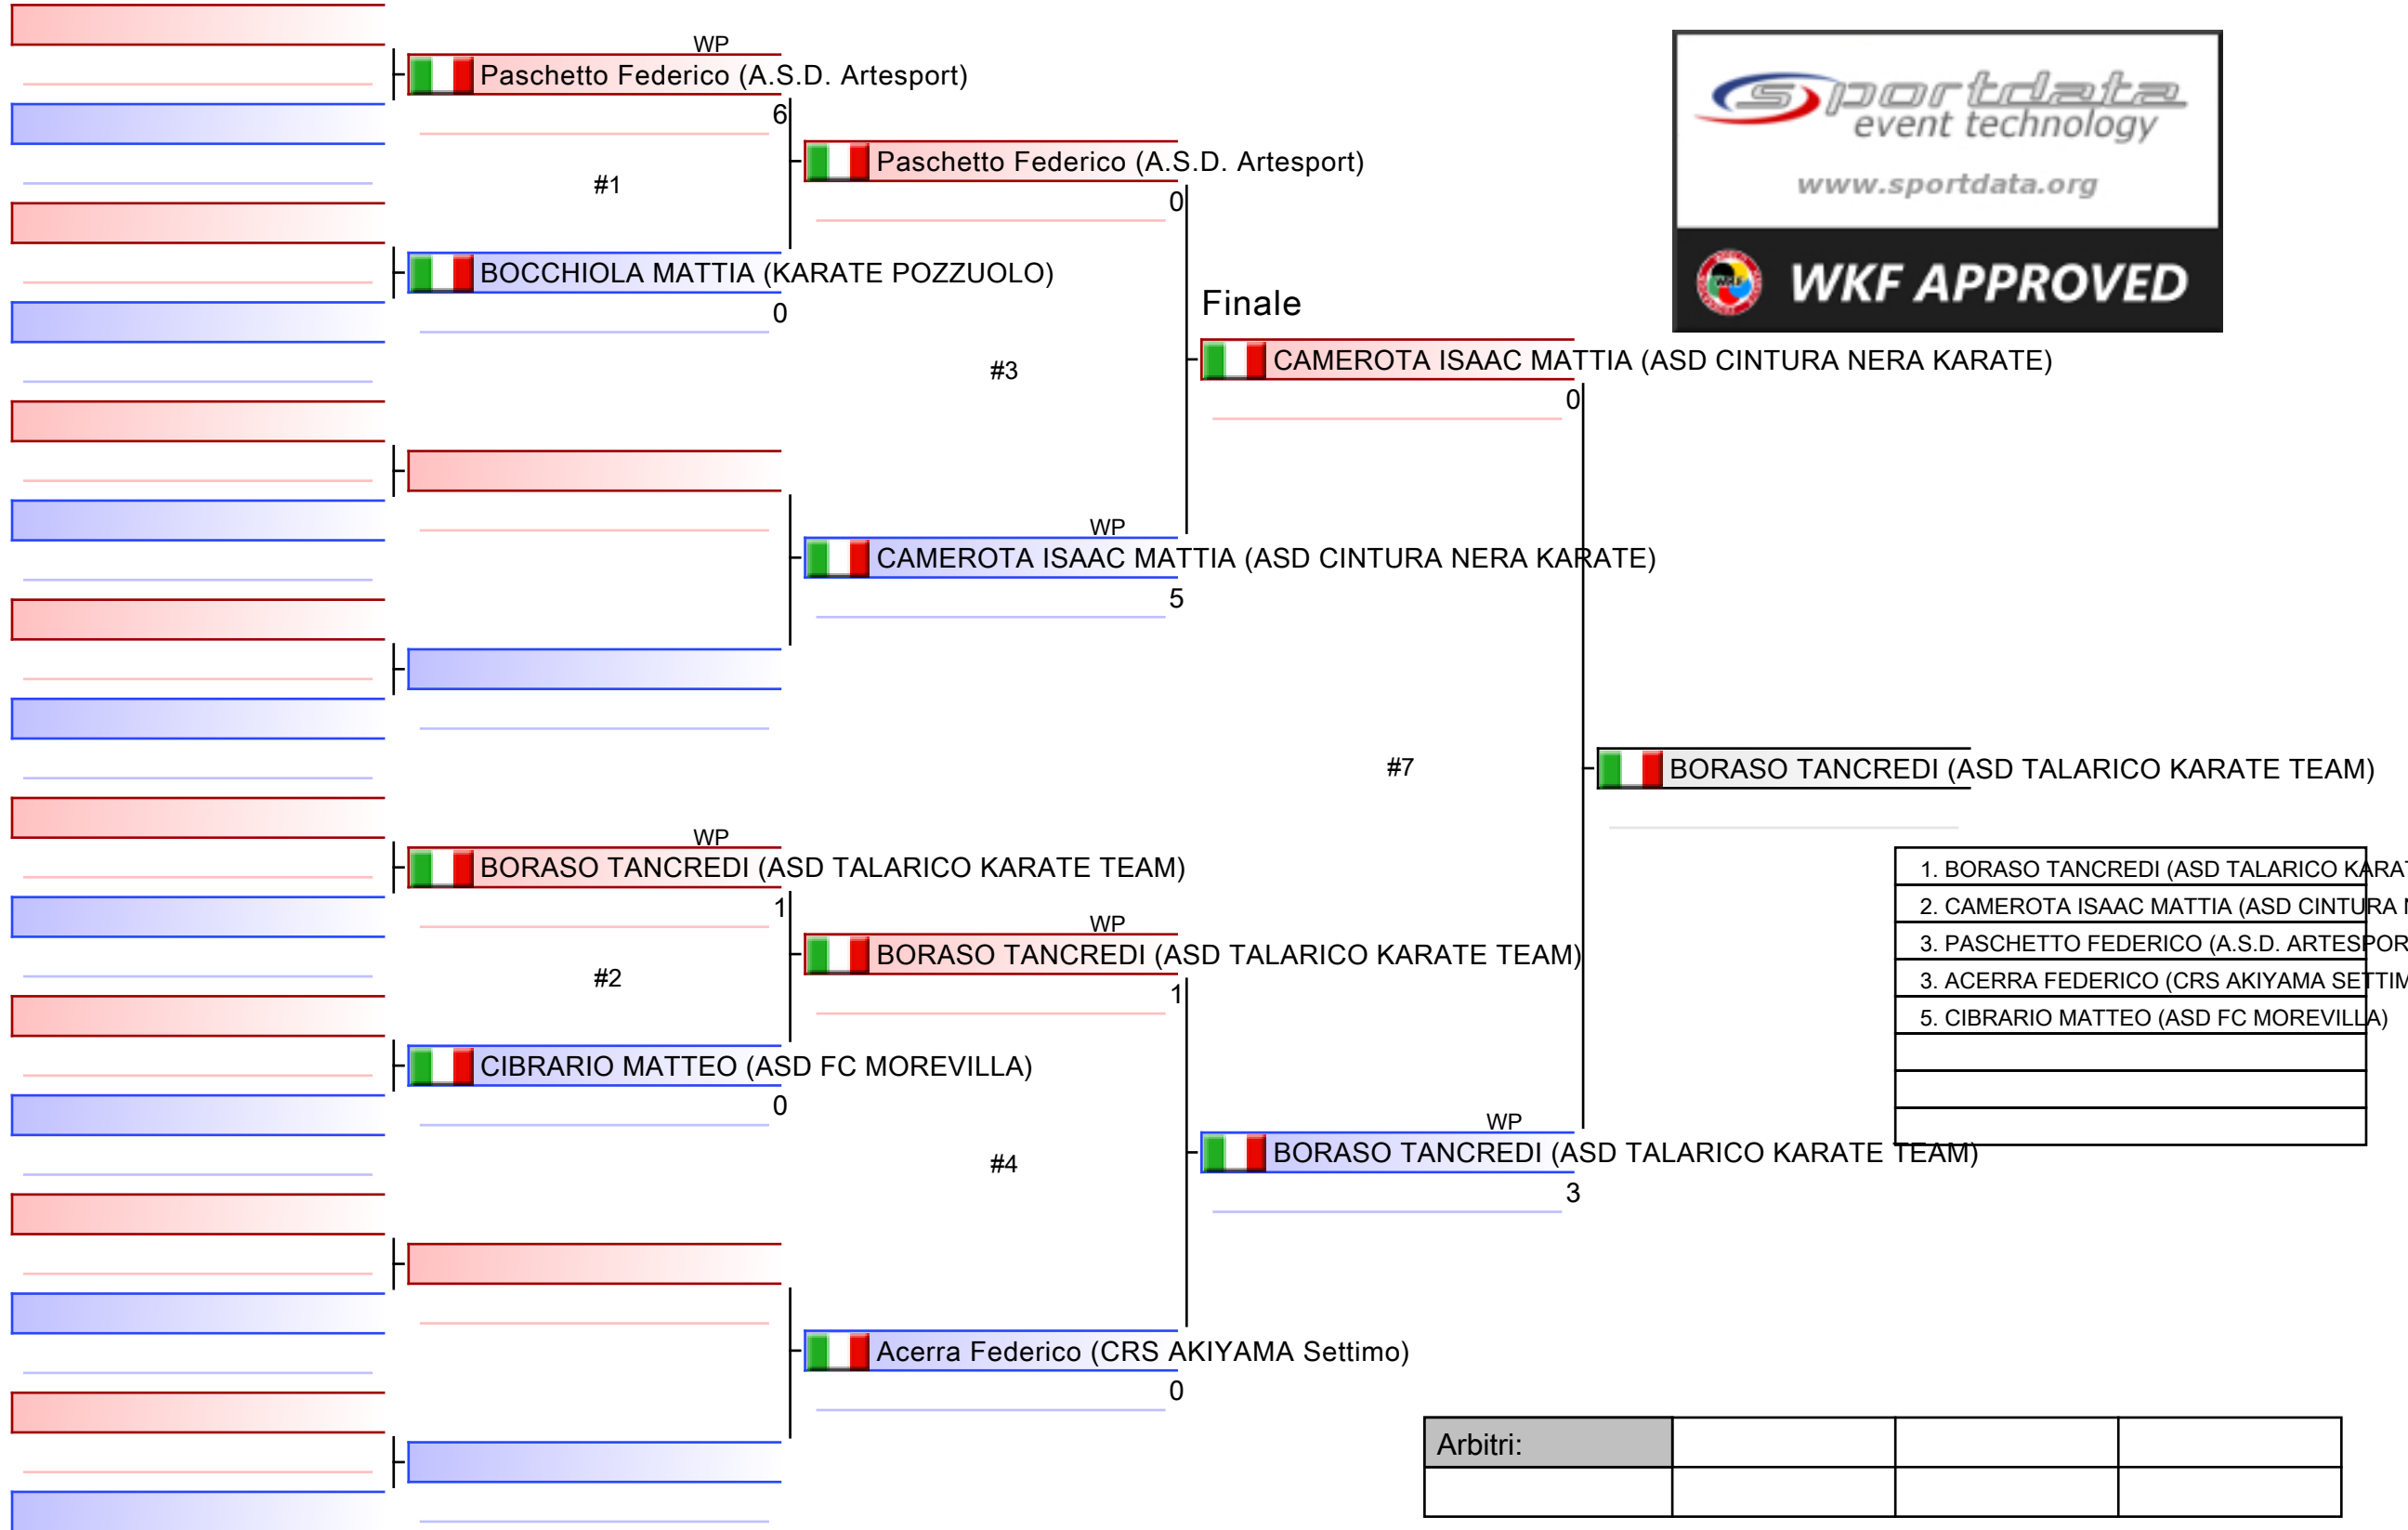 WP
Paschetto Federico (A.S.D. Artesport)
6
#1
BOCCHIOLA MATTIA (KARATE POZZUOLO)
0
Paschetto Federico (A.S.D. Artesport)
0
#3
WP
CAMEROTA ISAAC MATTIA (ASD CINTURA NERA KARATE)
5
Finale
CAMEROTA ISAAC MATTIA (ASD CINTURA NERA KARATE)
0
#7
WP
BORASO TANCREDI (ASD TALARICO KARATE TEAM)
1
#2
CIBRARIO MATTEO (ASD FC MOREVILLA)
0
WP
BORASO TANCREDI (ASD TALARICO KARATE TEAM)
1
#4
Acerra Federico (CRS AKIYAMA Settimo)
0
WP
BORASO TANCREDI (ASD TALARICO KARATE TEAM)
3
BORASO TANCREDI (ASD TALARICO KARATE TEAM)
sportdata
event technology
www.sportdata.org
WKF APPROVED
1. BORASO TANCREDI (ASD TALARICO KARAT
2. CAMEROTA ISAAC MATTIA (ASD CINTURA
3. PASCHETTO FEDERICO (A.S.D. ARTESPOR
3. ACERRA FEDERICO (CRS AKIYAMA SETTIM
5. CIBRARIO MATTEO (ASD FC MOREVILLA)
Arbitri: